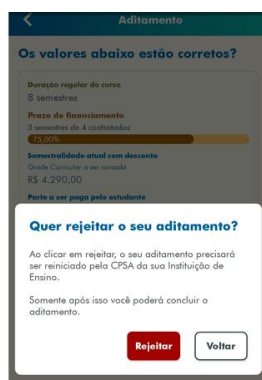 Aditamento
Os valores abaixo estão corretos?
Duração regular do curso
8 semestres
Prazo de financiamento
3 semestres de 4 contratados
75,00%
Semestralidade atual com desconto
Grade Curricular a ser cursada
R$ 4.290,00
Parte a ser paga pelo estudante
Quer rejeitar o seu aditamento?
Ao clicar em rejeitar, o seu aditamento precisará
ser reiniciado pela CPSA da sua Instituição de
Ensino.
Somente após isso você poderá concluir o
aditamento.
Rejeitar
Voltar